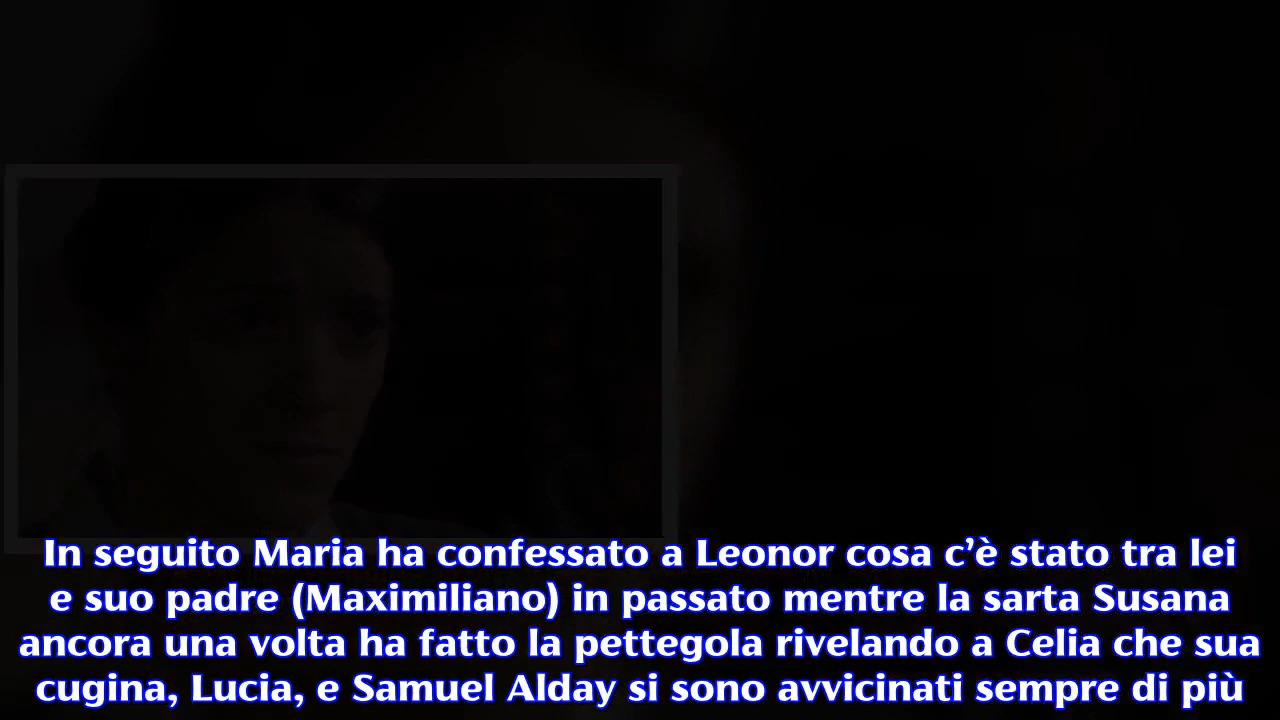 In seguito Maria ha confessato a Leonor cosa c’è stato tra lei
e suo padre (Maximiliano) in passato mentre la sarta Susana
ancora una volta ha fatto la pettegola rivelando a Celia che sua
cugina, Lucia, e Samuel Alday si sono avvicinati sempre di più